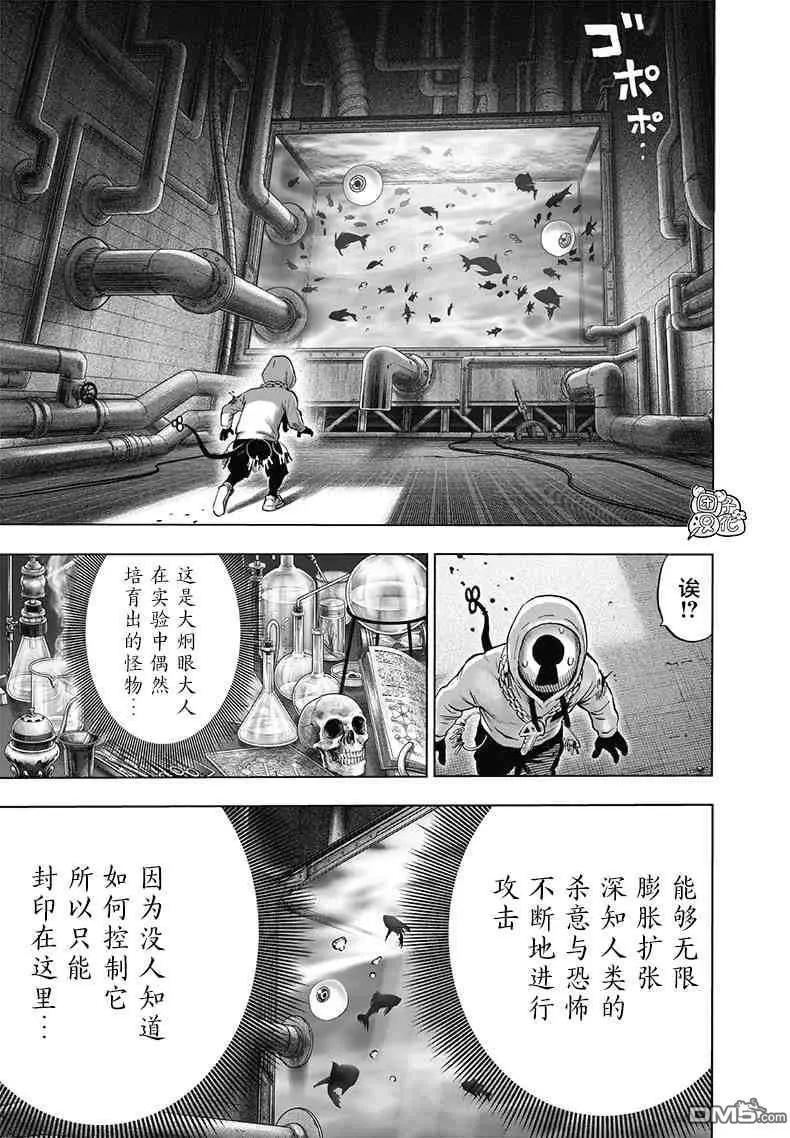 ゴポポ…
诶!?
这是大炯眼大人
在实验中偶然
培育出的怪物…
能够无限
膨胀扩张
深知人类的
杀意与恐怖
不断地进行
攻击
因为没人知道
如何控制它
所以只能
封印在这里…
DM5.com